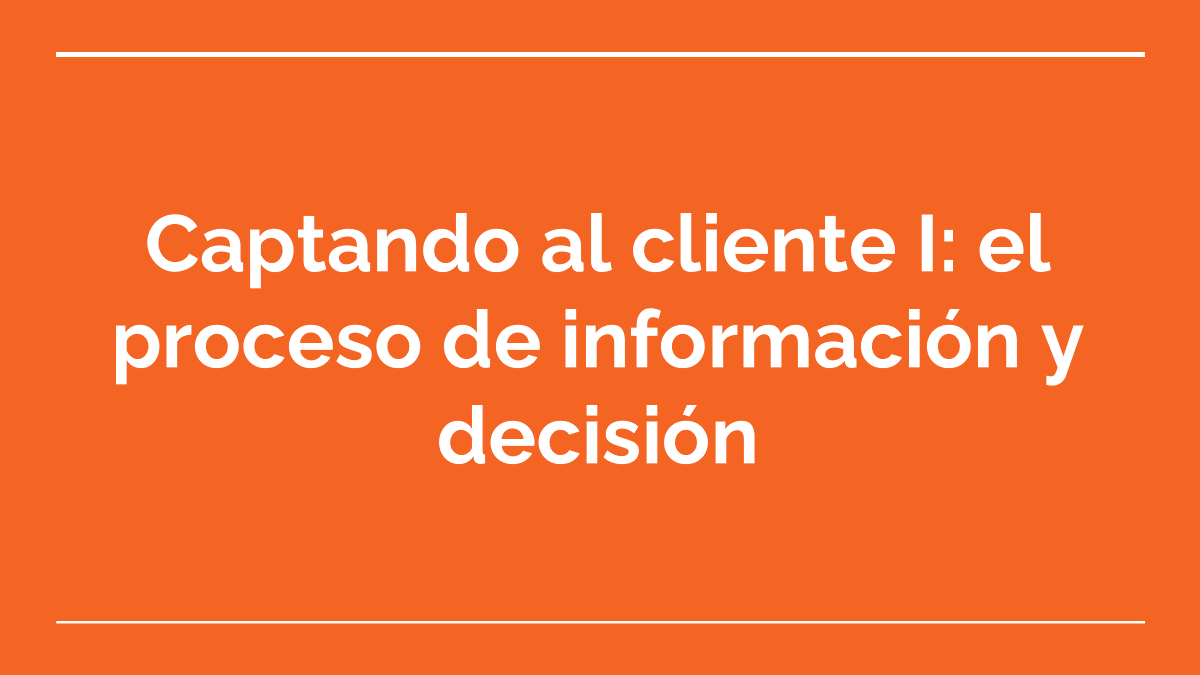 Captando al cliente I: el
proceso de información y
decisión